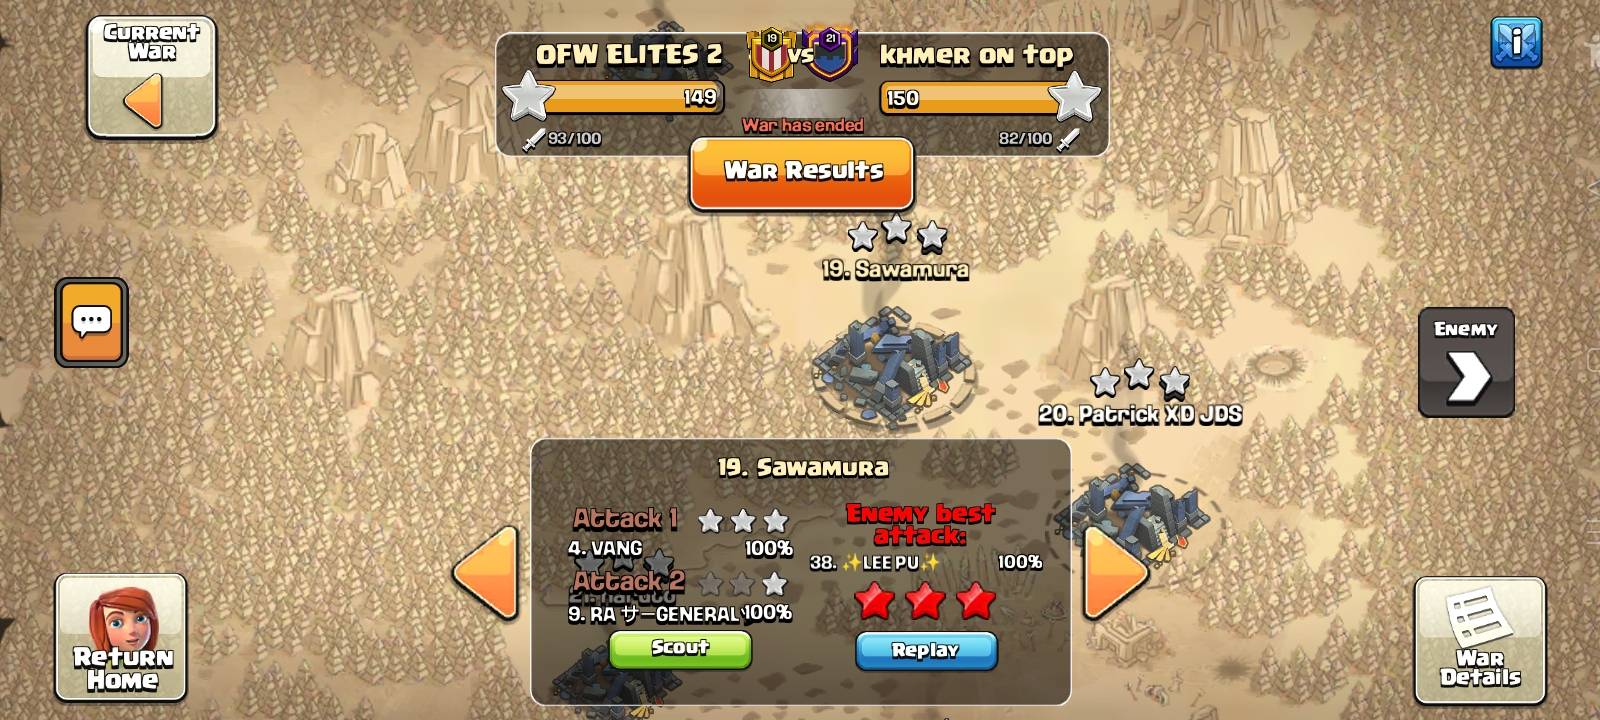 Current
War
OFW ELITES 2
19
vs
21
kHmer on top
149
150
War has ended
93/100
82/100
War Results
i
19. Sawamura
Enemy
20. Patrick XD JDS
19. Sawamura
Attack 1
4. VANG
100%
Attack 2
9. RA サーGENERAL
100%
Scout
Enemy best
attack:
38. ✨LEE PU✨
100%
Replay
Return
Home
War
Details